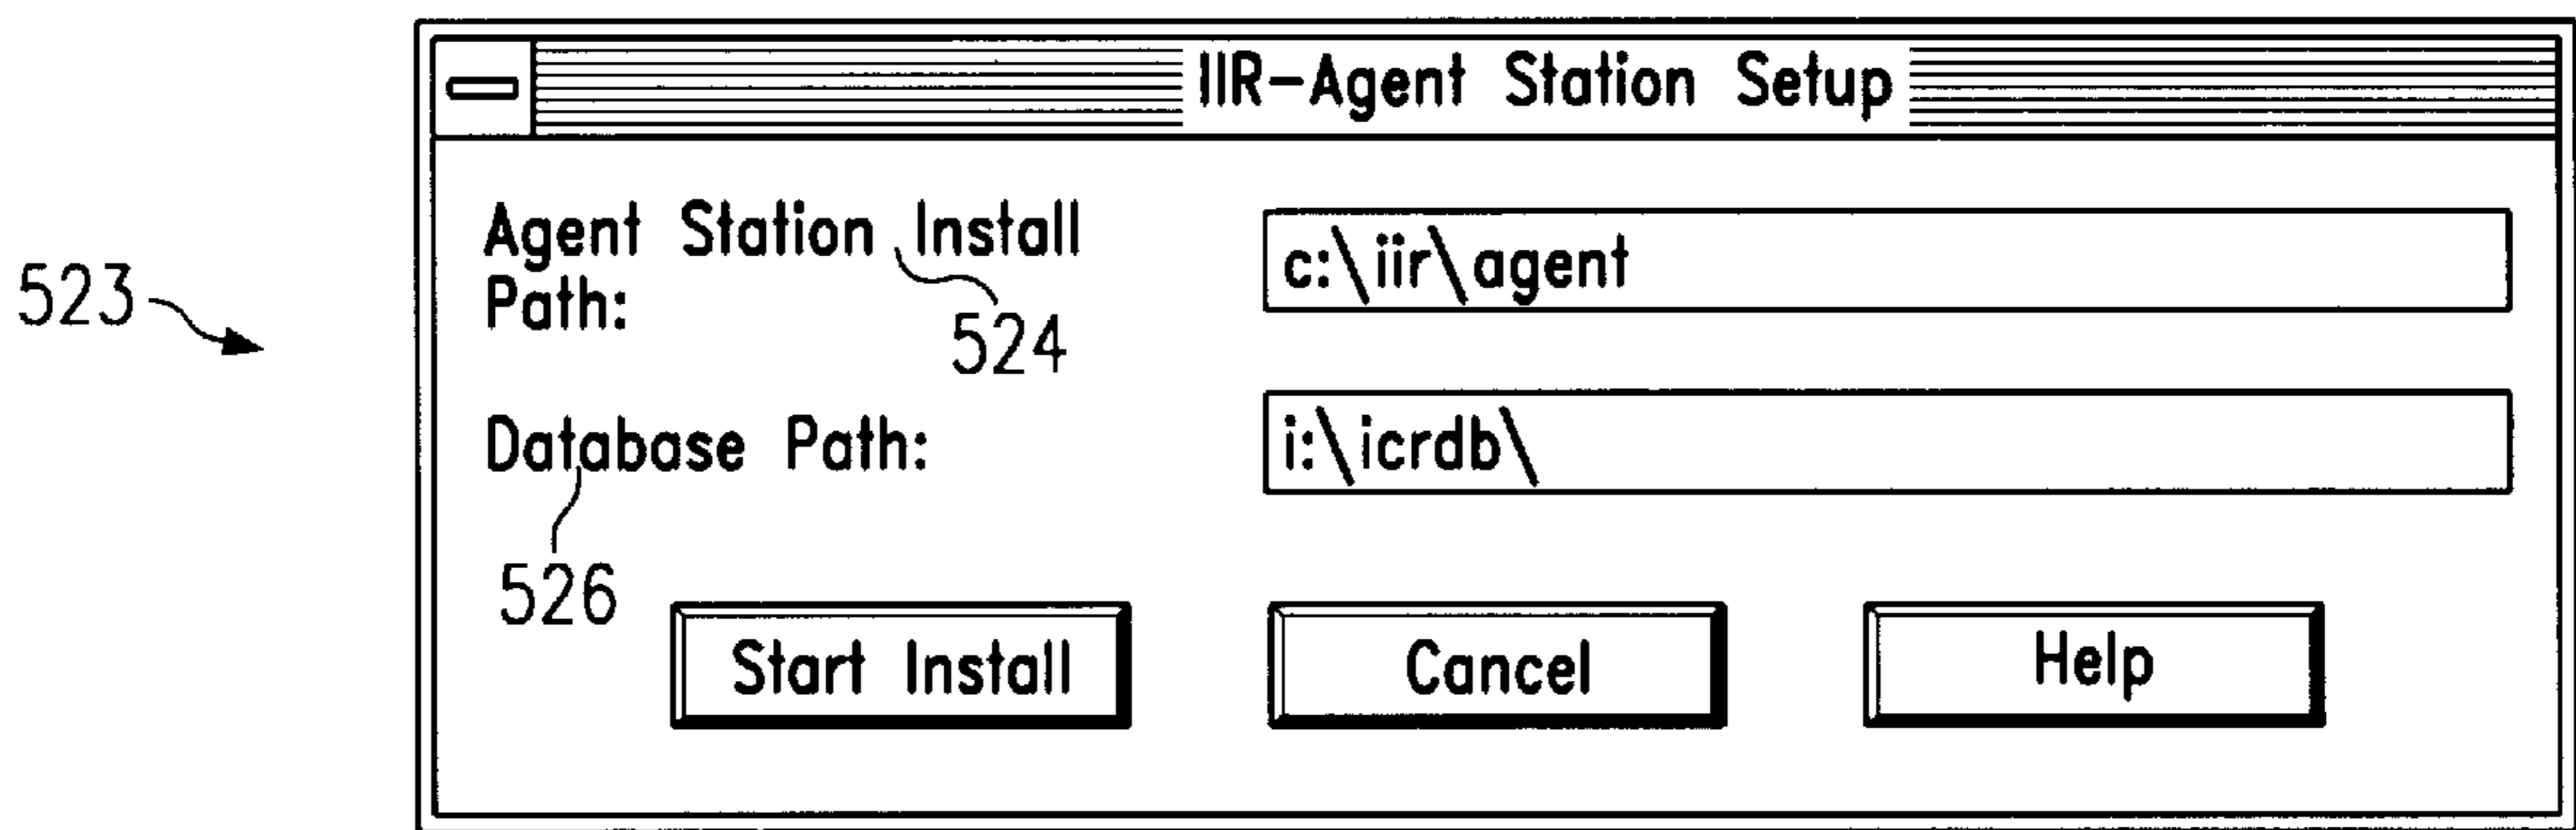 IIR-Agent Station Setup
Agent Station Install
Path:
c:\iir\agent
523
524
Database Path:
i:\icrdb\
526
Start Install
Cancel
Help